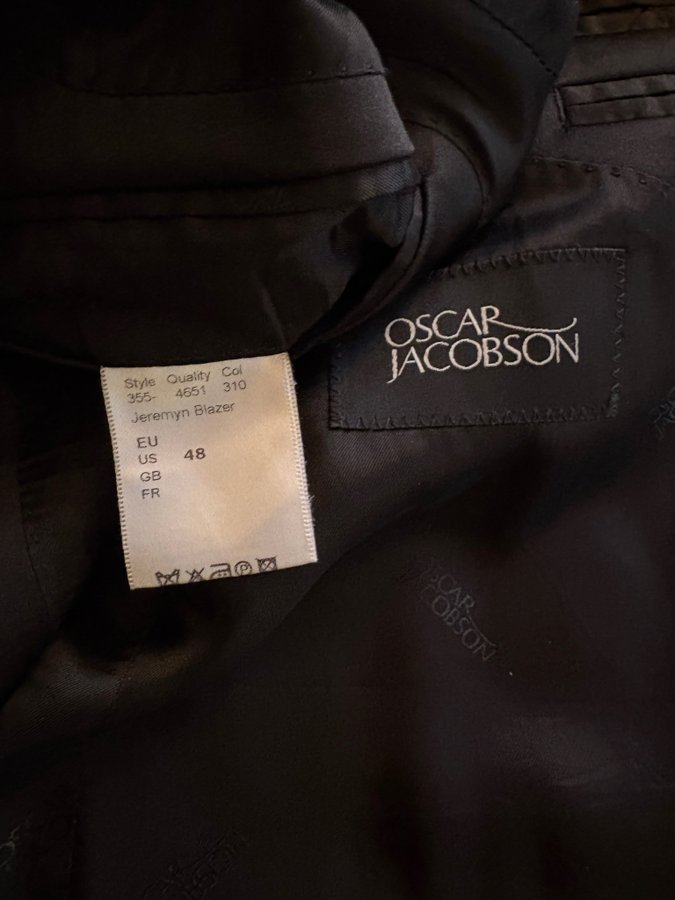 OSCAR
JACOBSON
Style Quality Col
355- 4651 310
Jeremyn Blazer
EU
US 48
GB
FR
OSCAR
JACOBSON